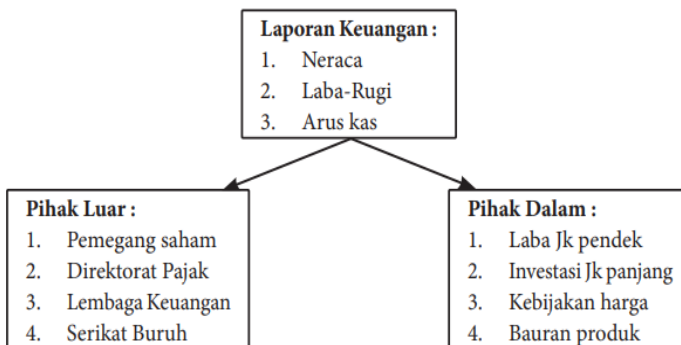 Laporan Keuangan :
1. Neraca
2. Laba-Rugi
3. Arus kas
Pihak Luar :
1. Pemegang saham
2. Direktorat Pajak
3. Lembaga Keuangan
4. Serikat Buruh
Pihak Dalam :
1. Laba Jk pendek
2. Investasi Jk panjang
3. Kebijakan harga
4. Bauran produk